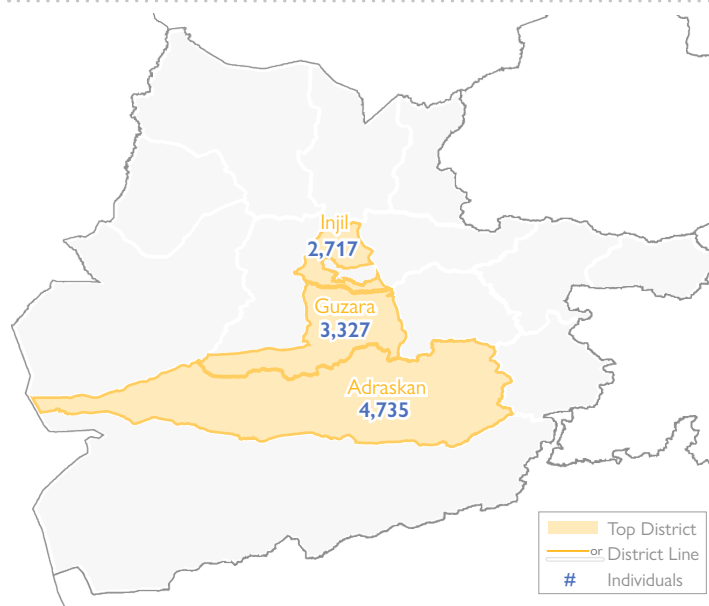 Injil
2,717
Guzara
3,327
Adraskan
4,735
Top District
or District Line
# Individuals